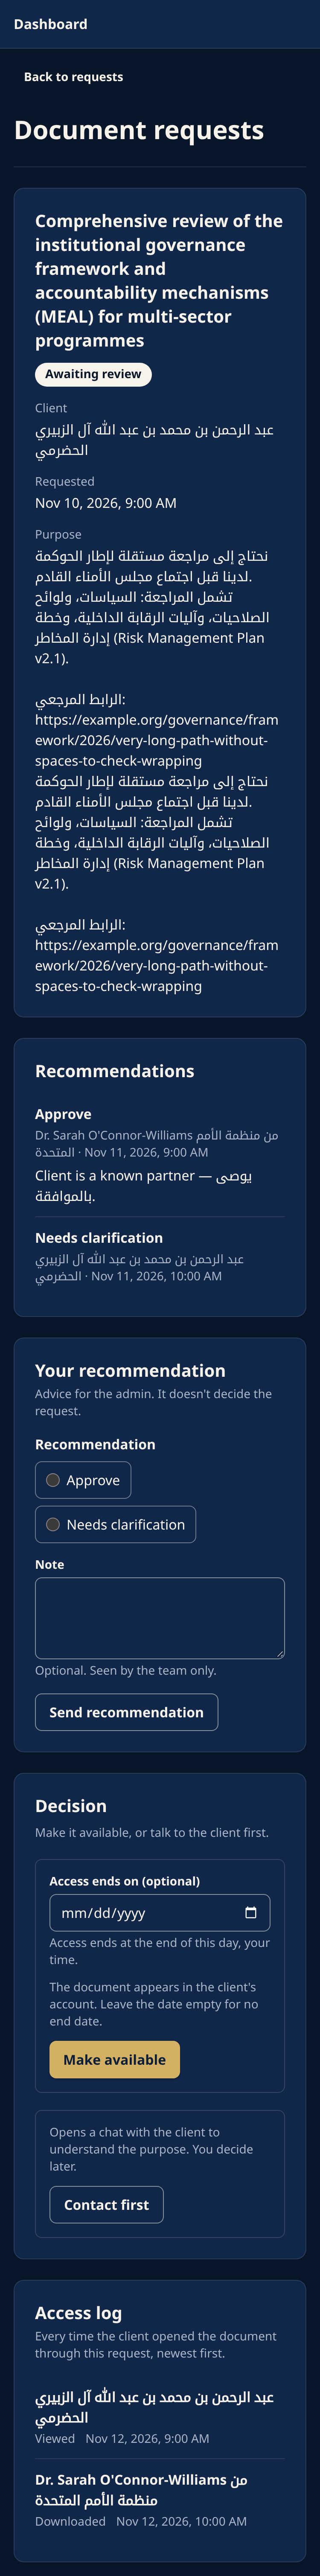 Dashboard
Back to requests
Document requests
Comprehensive review of the
institutional governance
framework and
accountability mechanisms
(MEAL) for multi-sector
programmes
Awaiting review
Client
عبد الرحمن بن محمد بن عبد الله آل الزبيري
الحضرمي
Requested
Nov 10, 2026, 9:00 AM
Purpose
نحتاج إلى مراجعة مستقلة لإطار الحوكمة
لدينا قبل اجتماع مجلس الأمناء القادم.
تشمل المراجعة: السياسات، ولوائح
الصلاحيات، وآليات الرقابة الداخلية، وخطة
إدارة المخاطر (Risk Management Plan
v2.1).
الرابط المرجعي:
https://example.org/governance/fram
ework/2026/very-long-path-without-
spaces-to-check-wrapping
نحتاج إلى مراجعة مستقلة لإطار الحوكمة
لدينا قبل اجتماع مجلس الأمناء القادم.
تشمل المراجعة: السياسات، ولوائح
الصلاحيات، وآليات الرقابة الداخلية، وخطة
إدارة المخاطر (Risk Management Plan
v2.1).
الرابط المرجعي:
https://example.org/governance/fram
ework/2026/very-long-path-without-
spaces-to-check-wrapping
Recommendations
Approve
Dr. Sarah O'Connor-Williams من منظمة الأمم
المتحدة · Nov 11, 2026, 9:00 AM
Client is a known partner — يوصى
بالموافقة.
Needs clarification
عبد الرحمن بن محمد بن عبد الله آل الزبيري
الحضرمي · Nov 11, 2026, 10:00 AM
Your recommendation
Advice for the admin. It doesn't decide the
request.
Recommendation
Approve
Needs clarification
Note
Optional. Seen by the team only.
Send recommendation
Decision
Make it available, or talk to the client first.
Access ends on (optional)
mm/dd/yyyy
Access ends at the end of this day, your
time.
The document appears in the client's
account. Leave the date empty for no
end date.
Make available
Opens a chat with the client to
understand the purpose. You decide
later.
Contact first
Access log
Every time the client opened the document
through this request, newest first.
عبد الرحمن بن محمد بن عبد الله آل الزبيري
الحضرمي
Viewed Nov 12, 2026, 9:00 AM
Dr. Sarah O'Connor-Williams من
منظمة الأمم المتحدة
Downloaded Nov 12, 2026, 10:00 AM